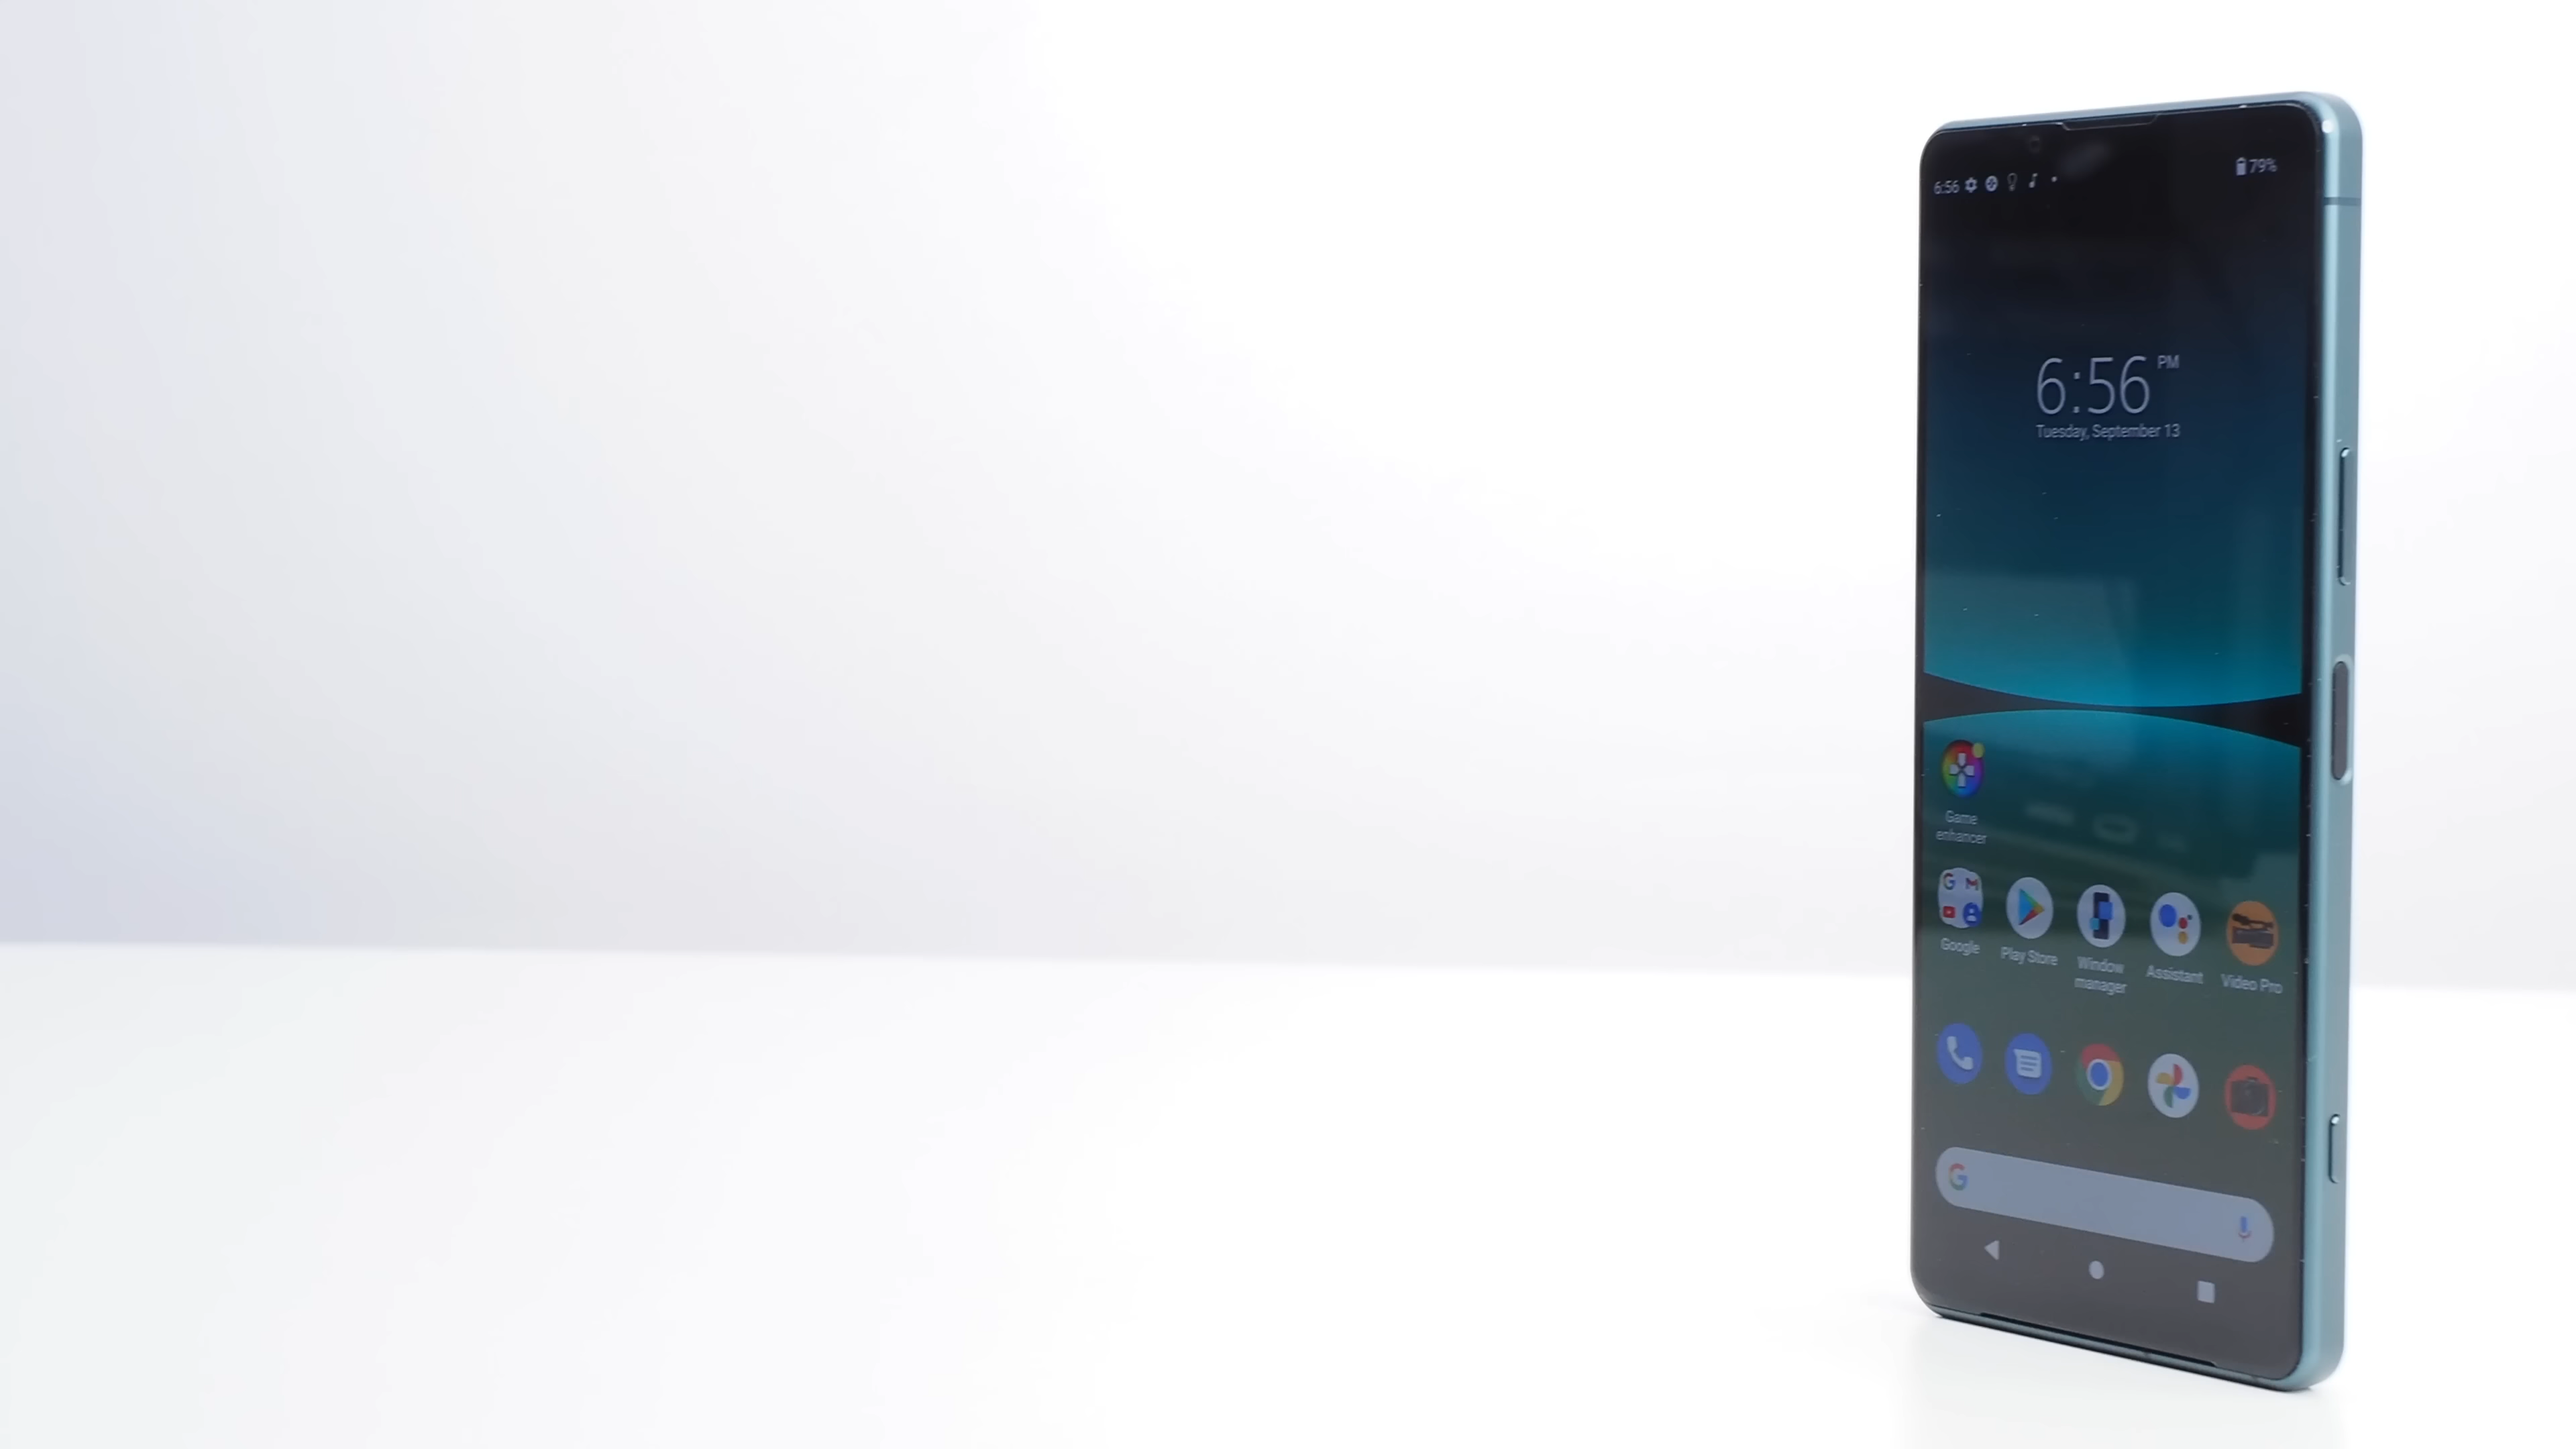 6:56
79%
6:56 PM
Tuesday, September 13
Game
enhancer
Google
Play Store
Window
manager
Assistant
Video Pro